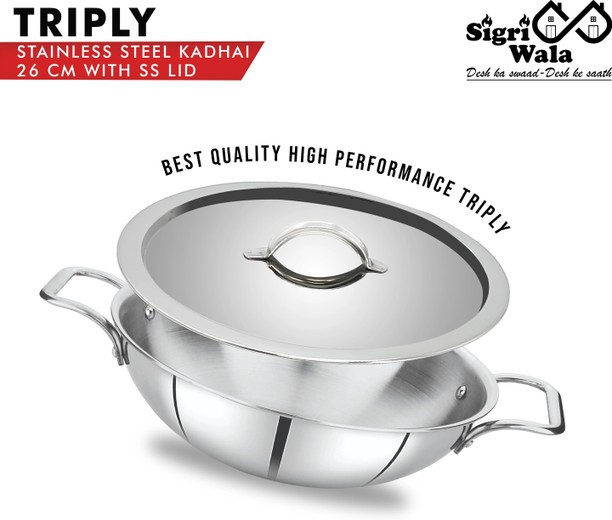 TRIPLY
STAINLESS STEEL KADHAI
26 CM WITH SS LID
Sigri
Wala
Desh ka swaad-Desh ke saath
BEST QUALITY HIGH PERFORMANCE TRIPLY